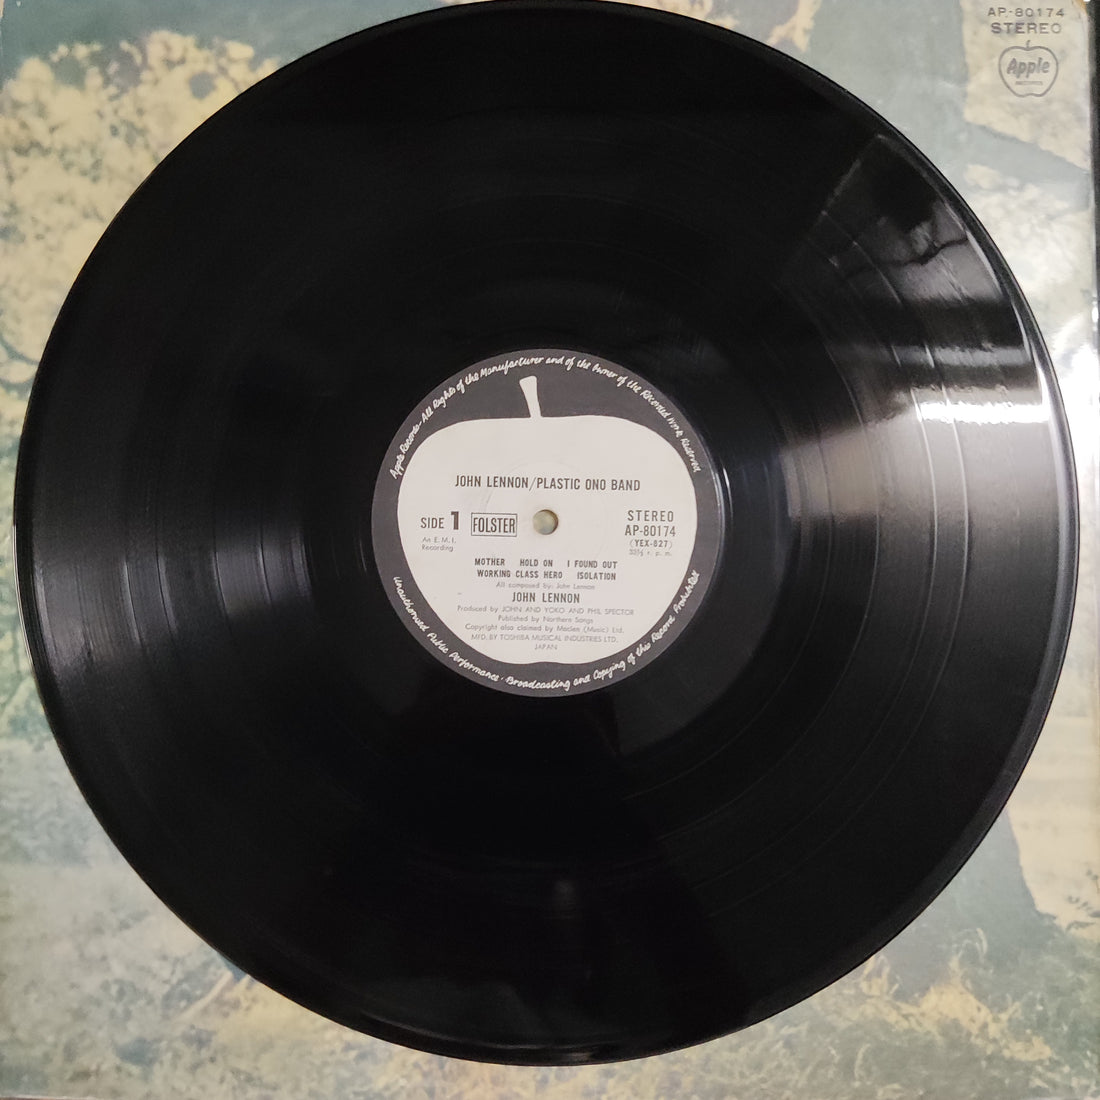 AP-80174
STEREO
Apple
RECORDS
Apple Records - All Rights of the Manufacturer and of the Owner of the Recorded Work Reserved
JOHN LENNON/PLASTIC ONO BAND
SIDE 1 FOLSTER
An E. M. I.
Recording
STEREO
AP-80174
(YEX-827)
33⅓ r. p. m.
MOTHER HOLD ON I FOUND OUT
WORKING CLASS HERO ISOLATION
All composed by: John Lennon
JOHN LENNON
Produced by JOHN AND YOKO AND PHIL SPECTOR
Published by Northern Songs
Copyright also claimed by Maclen (Music) Ltd.
MFD. BY TOSHIBA MUSICAL INDUSTRIES LTD.
JAPAN
Unauthorised Public Performance · Broadcasting and Copying of this Record Prohibited